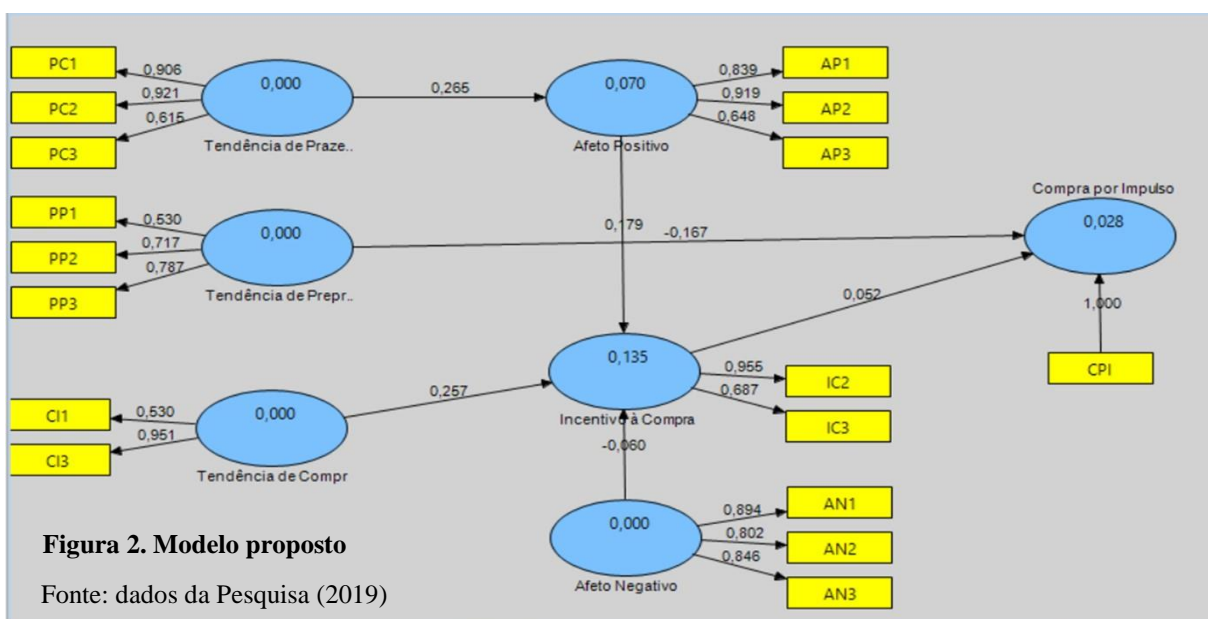 PC1
PC2
PC3
0,906
0,921
0,615
0,000
Tendência de Praze..
0,265
0,070
Afeto Positivo
0,839
0,919
0,648
AP1
AP2
AP3
PP1
PP2
PP3
0,530
0,717
0,787
0,000
Tendência de Prepr..
0,179
-0,167
Compra por Impulso
0,028
0,052
1,000
CPI
CI1
CI3
0,530
0,951
0,000
Tendência de Compr
0,257
0,135
Incentivo à Compra
0,955
0,687
IC2
IC3
-0,060
0,000
Afeto Negativo
0,894
0,802
0,846
AN1
AN2
AN3
Figura 2. Modelo proposto
Fonte: dados da Pesquisa (2019)